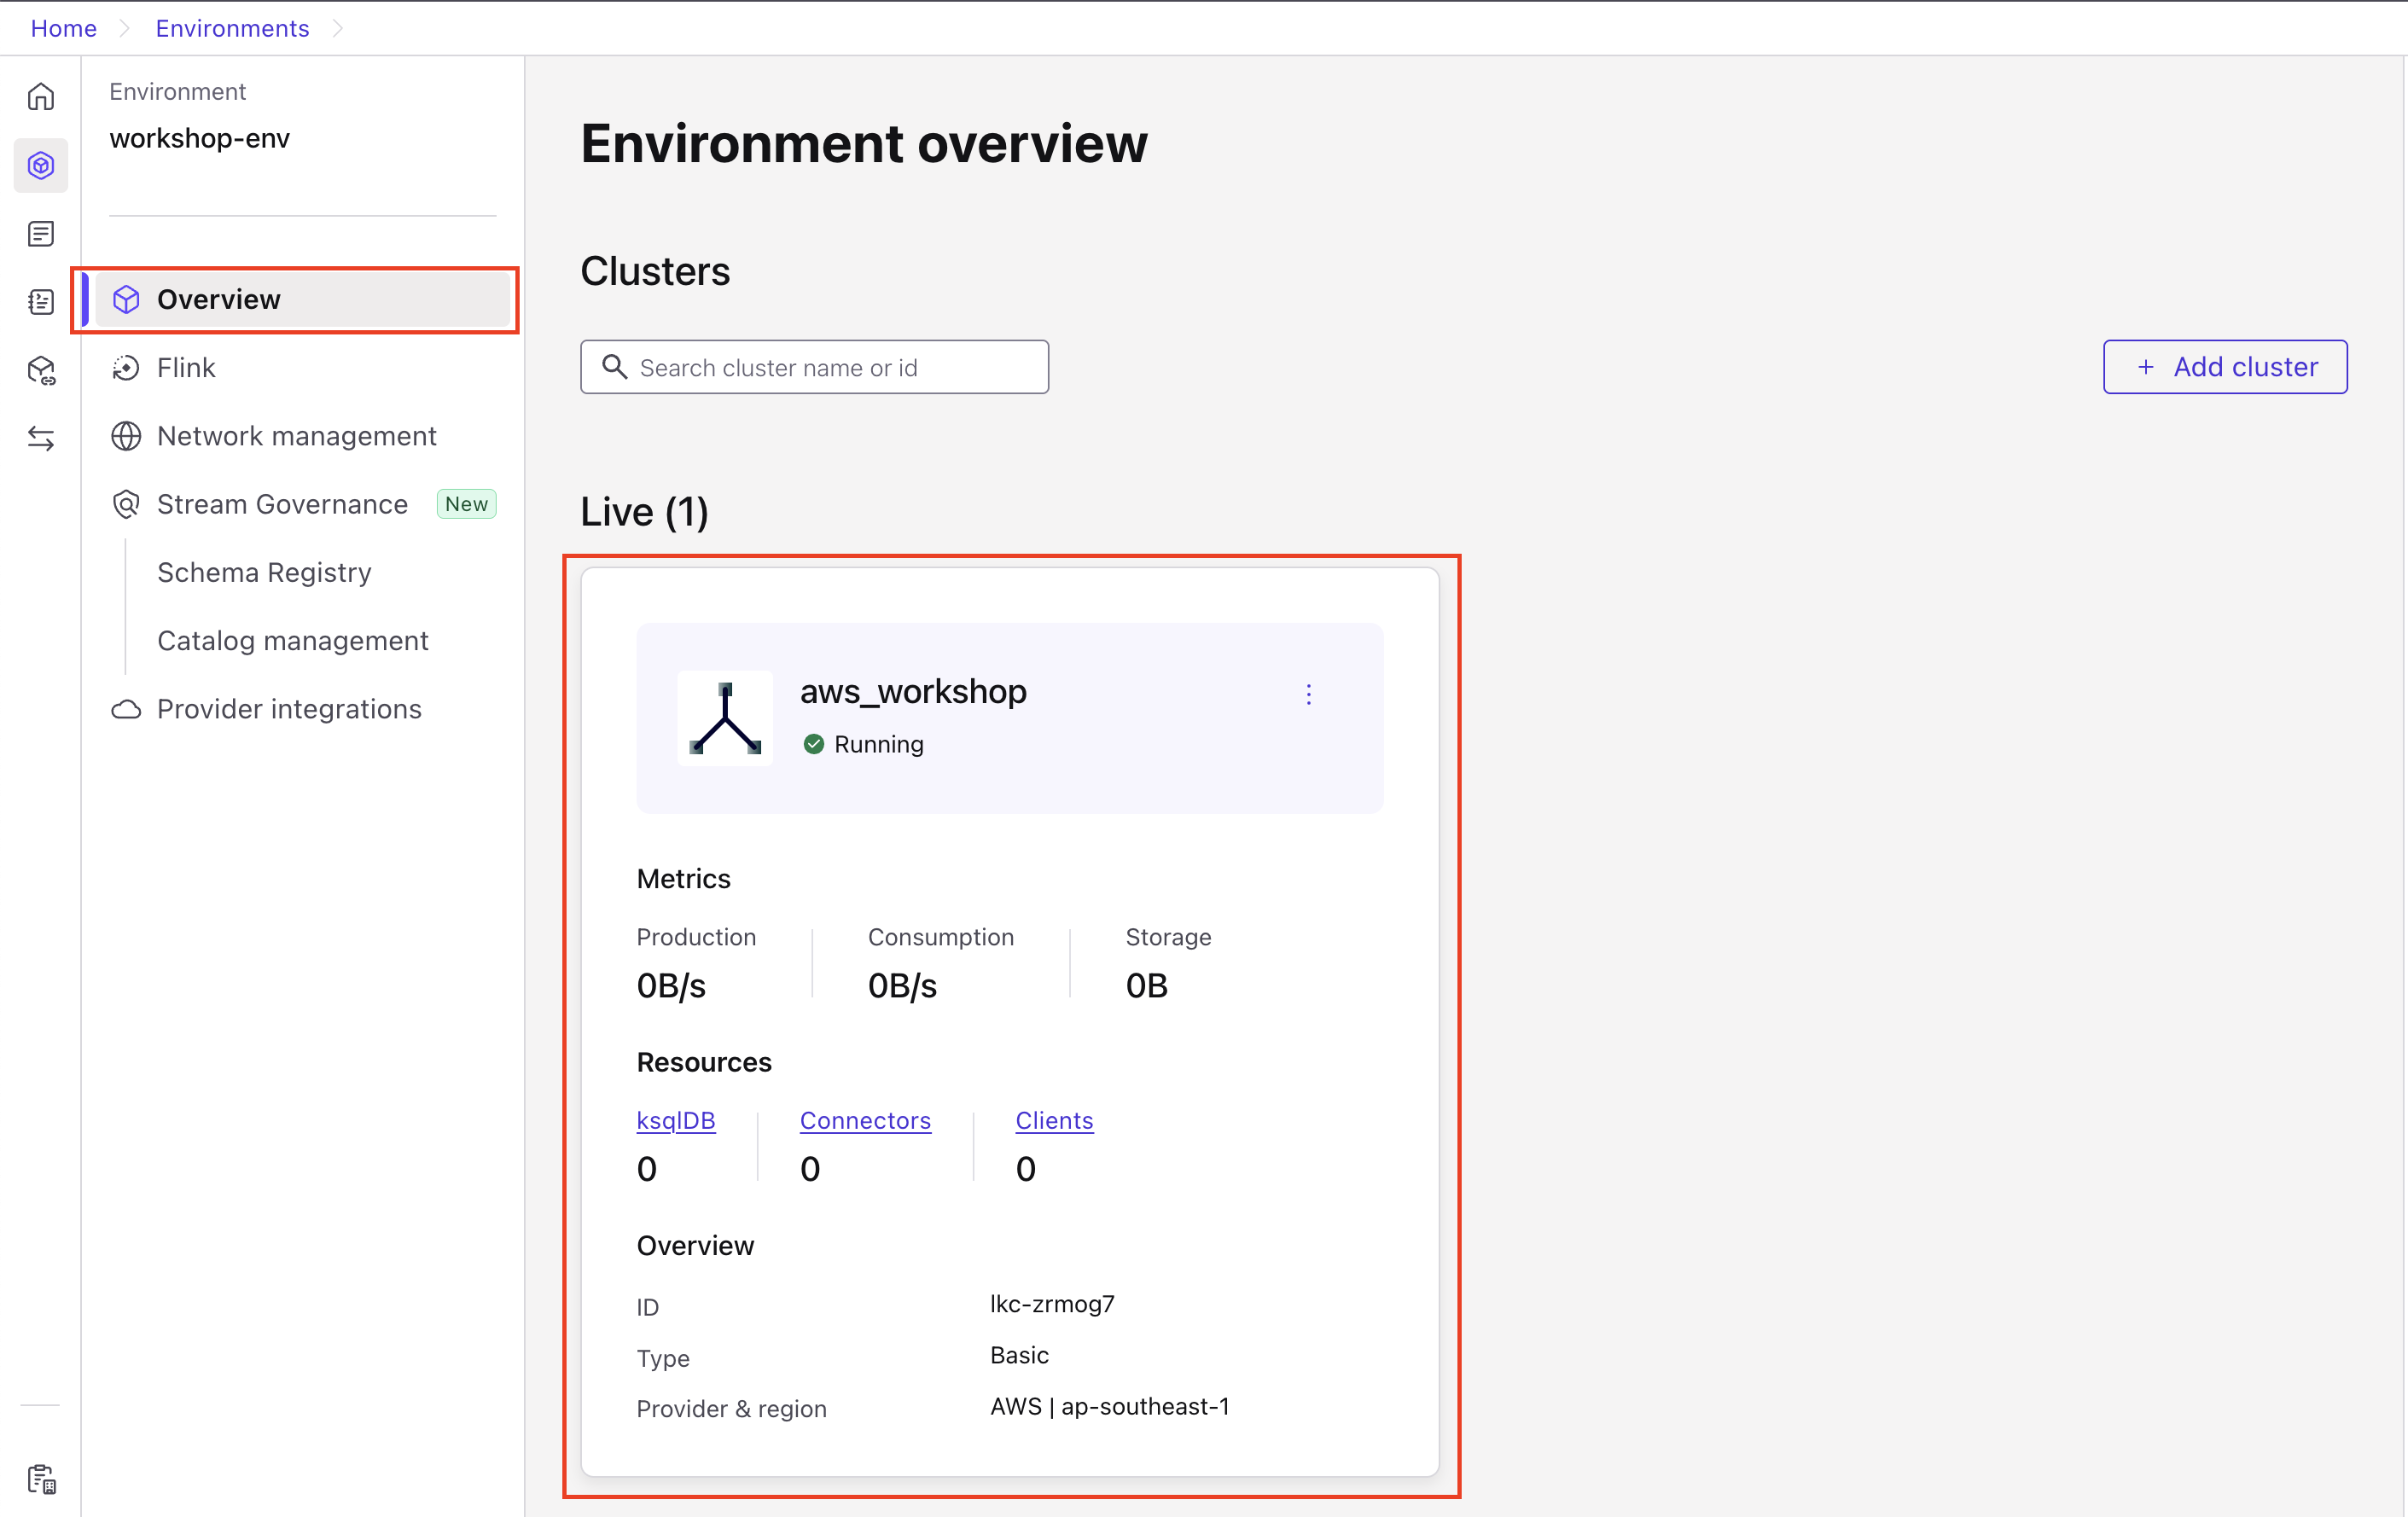 Home
Environments
Environment
workshop-env
Overview
Flink
Network management
Stream Governance New
Schema Registry
Catalog management
Provider integrations
Environment overview
Clusters
Search cluster name or id
+ Add cluster
Live (1)
aws_workshop
Running
Metrics
Production Consumption Storage
0B/s 0B/s 0B
Resources
ksqlDB Connectors Clients
0 0 0
Overview
ID lkc-zrmog7
Type Basic
Provider & region AWS | ap-southeast-1